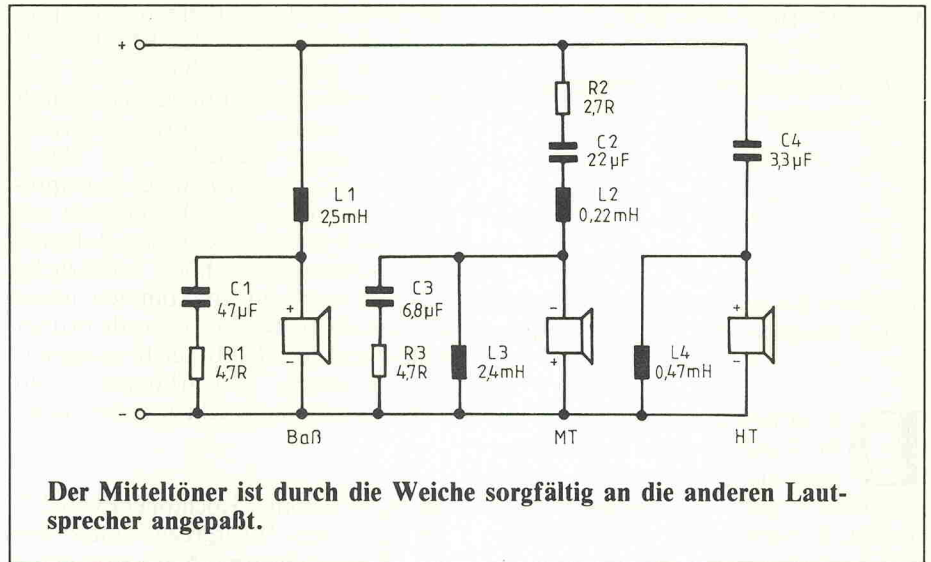 +
R2
2,7R
C2
22µF
C4
3,3µF
L1
2,5mH
L2
0,22mH
C1
47µF
R1
4,7R
+
-
C3
6,8µF
R3
4,7R
L3
2,4mH
-
+
L4
0,47mH
+
-
-
Baß
MT
HT
Der Mitteltöner ist durch die Weiche sorgfältig an die anderen Laut-
sprecher angepaßt.